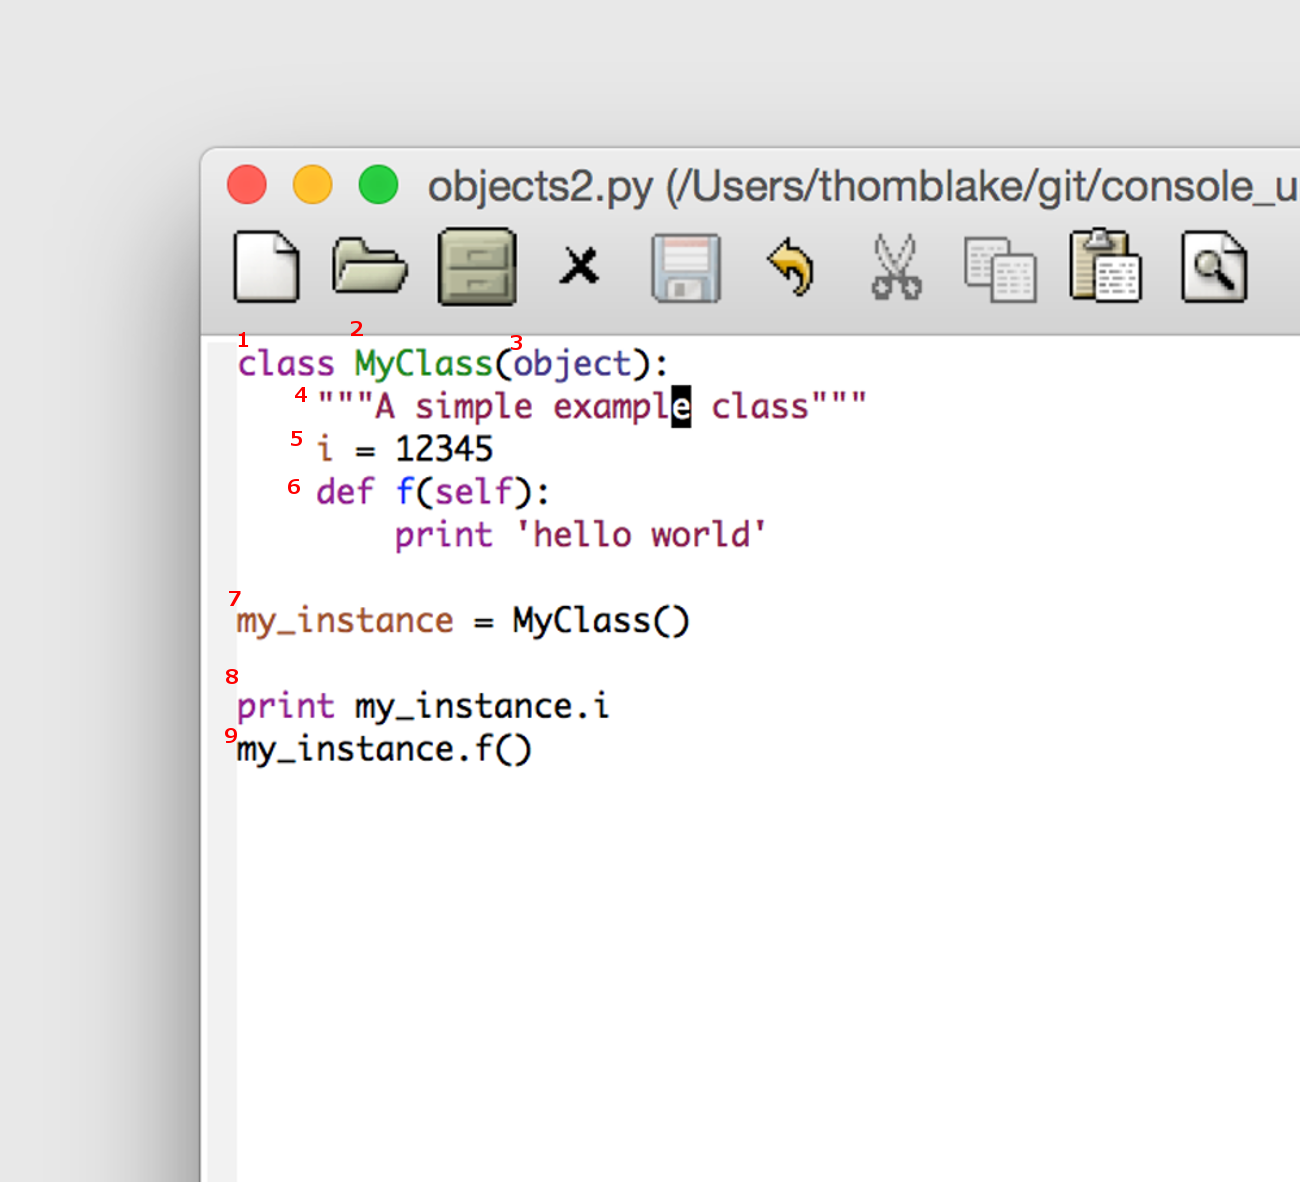 objects2.py (/Users/thomblake/git/console_u
1 2 3
class MyClass(object):
4 """A simple example class"""
5 i = 12345
6 def f(self):
print 'hello world'
7
my_instance = MyClass()
8
print my_instance.i
9 my_instance.f()